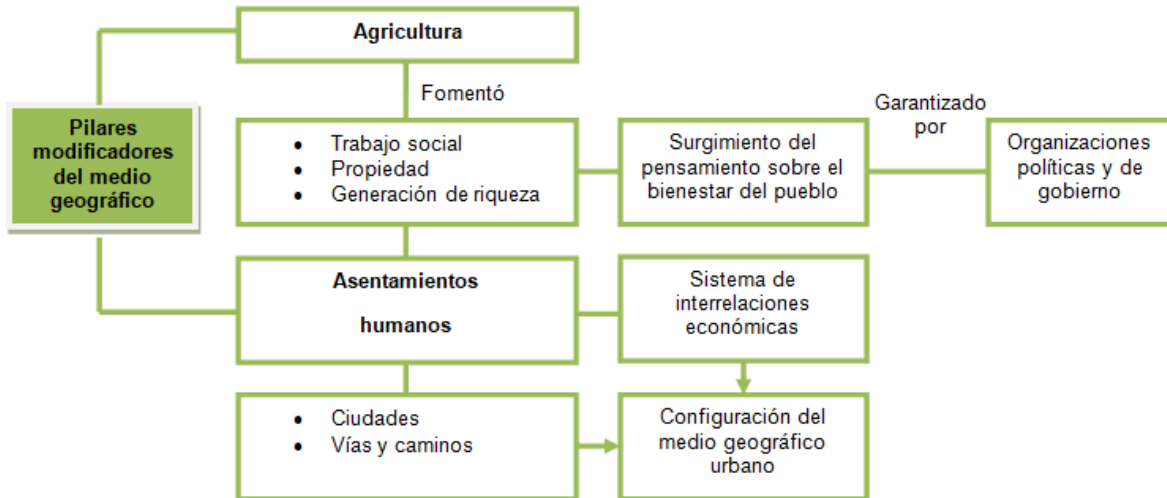 Agricultura
Fomentó
Pilares
modificadores
del medio
geográfico
• Trabajo social
• Propiedad
• Generación de riqueza
Surgimiento del
pensamiento sobre el
bienestar del pueblo
Garantizado
por
Organizaciones
políticas y de
gobierno
Asentamientos
humanos
Sistema de
interrelaciones
económicas
• Ciudades
• Vías y caminos
Configuración del
medio geográfico
urbano